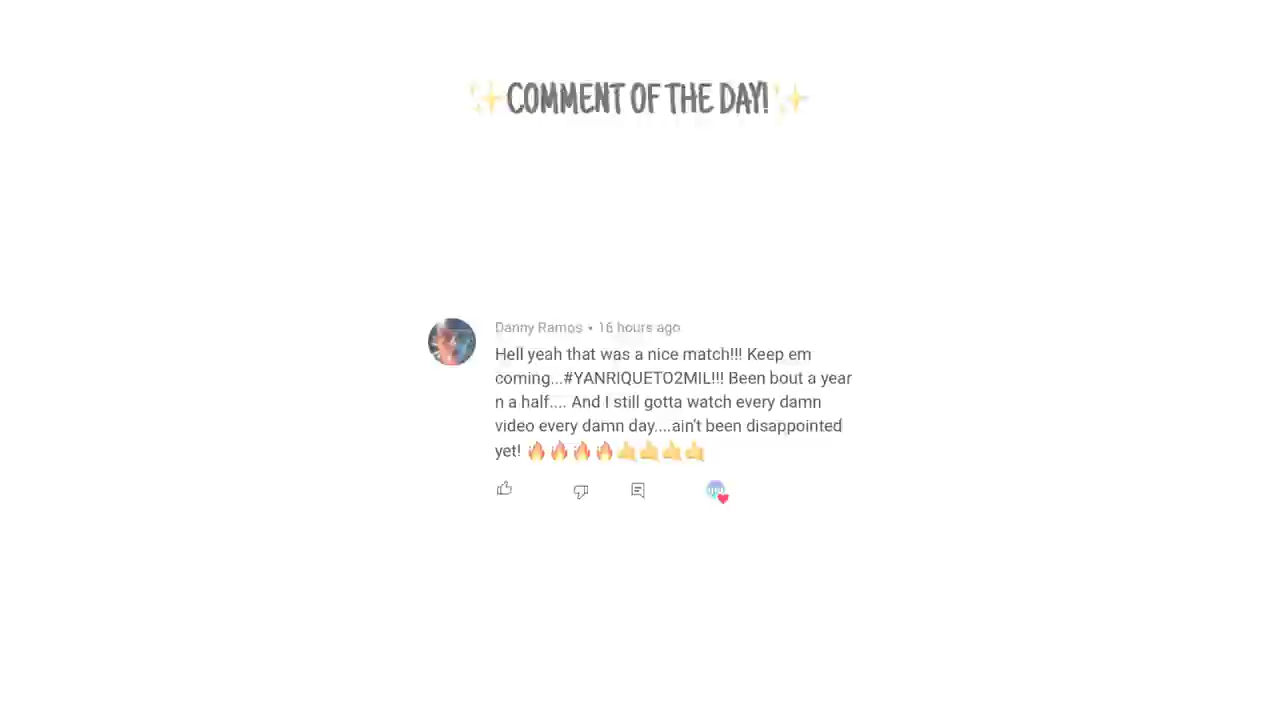 ✨COMMENT OF THE DAY!✨
Danny Ramos • 16 hours ago
Hell yeah that was a nice match!!! Keep em
coming...#YANRIQUETO2MIL!!! Been bout a year
n a half.... And I still gotta watch every damn
video every damn day....ain't been disappointed
yet! 🔥🔥🔥🔥🤙🤙🤙🤙